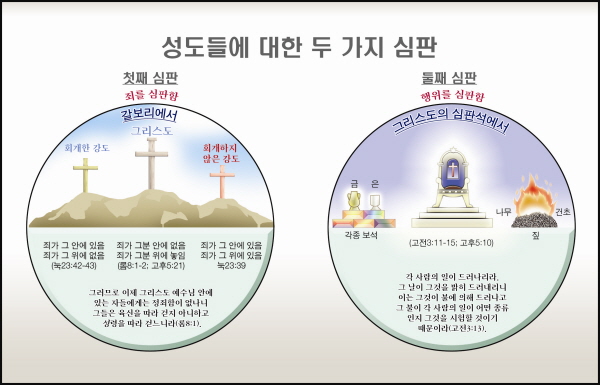 성도들에 대한 두 가지 심판
첫째 심판
죄를 심판함
갈보리에서
그리스도
회개한 강도
회개하지
않은 강도
죄가 그 안에 있음
죄가 그 위에 없음
(눅23:42-43)
죄가 그분 안에 없음
죄가 그분 위에 놓임
(롬8:1-2; 고후5:21)
죄가 그 안에 있음
죄가 그 위에 있음
눅23:39
그러므로 이제 그리스도 예수님 안에
있는 자들에게는 정죄함이 없나니
그들은 육신을 따라 걷지 아니하고
성령을 따라 걷느니라(롬8:1).
둘째 심판
행위를 심판함
그리스도의 심판석에서
금 은
각종 보석
(고전3:11-15; 고후5:10)
나무
건초
짚
각 사람의 일이 드러나리라.
그 날이 그것을 밝히 드러내리니
이는 그것이 불에 의해 드러나고
그 불이 각 사람의 일이 어떤 종류
인지 그것을 시험할 것이기
때문이라(고전3:13).